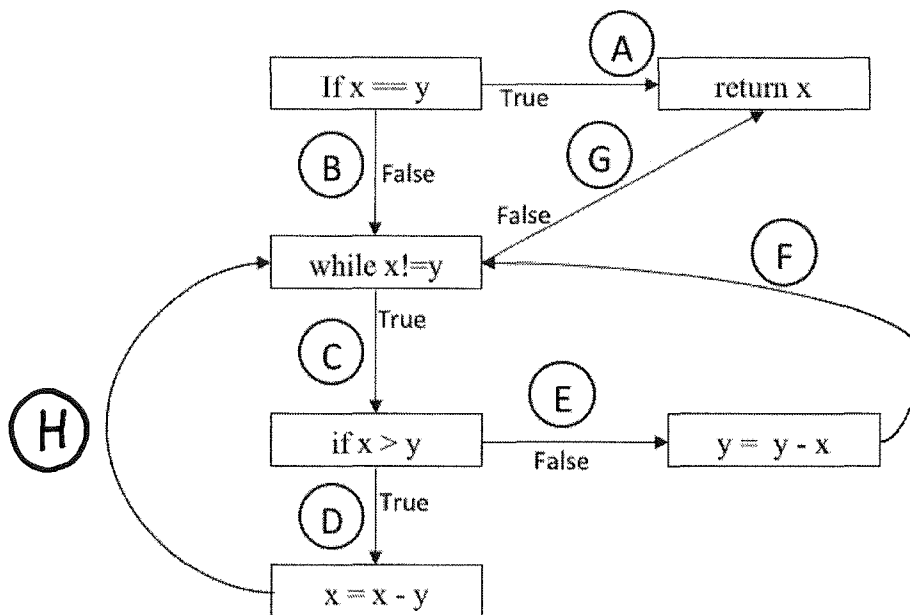 A
If x == y
True
return x
B
False
G
False
while x!=y
F
True
C
H
E
if x > y
False
y = y - x
D
True
x = x - y